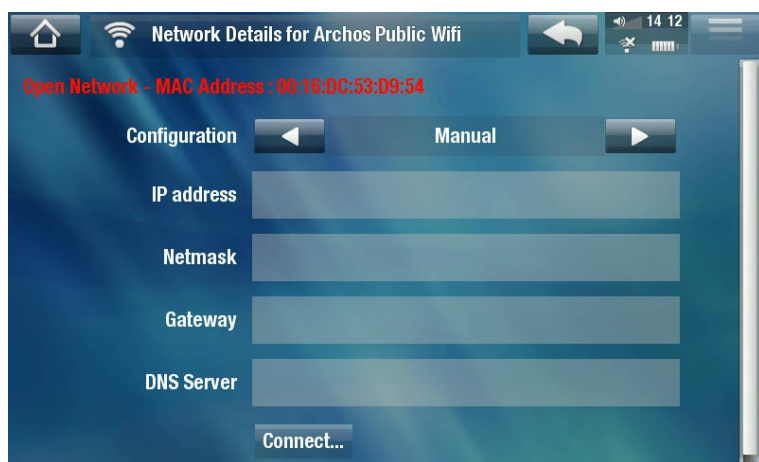 Network Details for Archos Public Wifi
14 12
Open Network - MAC Address : 00:16:DC:53:D9:54
Configuration Manual
IP address
Netmask
Gateway
DNS Server
Connect...